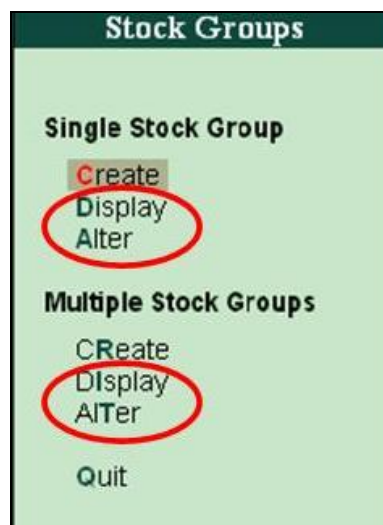 Stock Groups
Single Stock Group
Create
Display
Alter
Multiple Stock Groups
CReate
DIsplay
AlTer
Quit